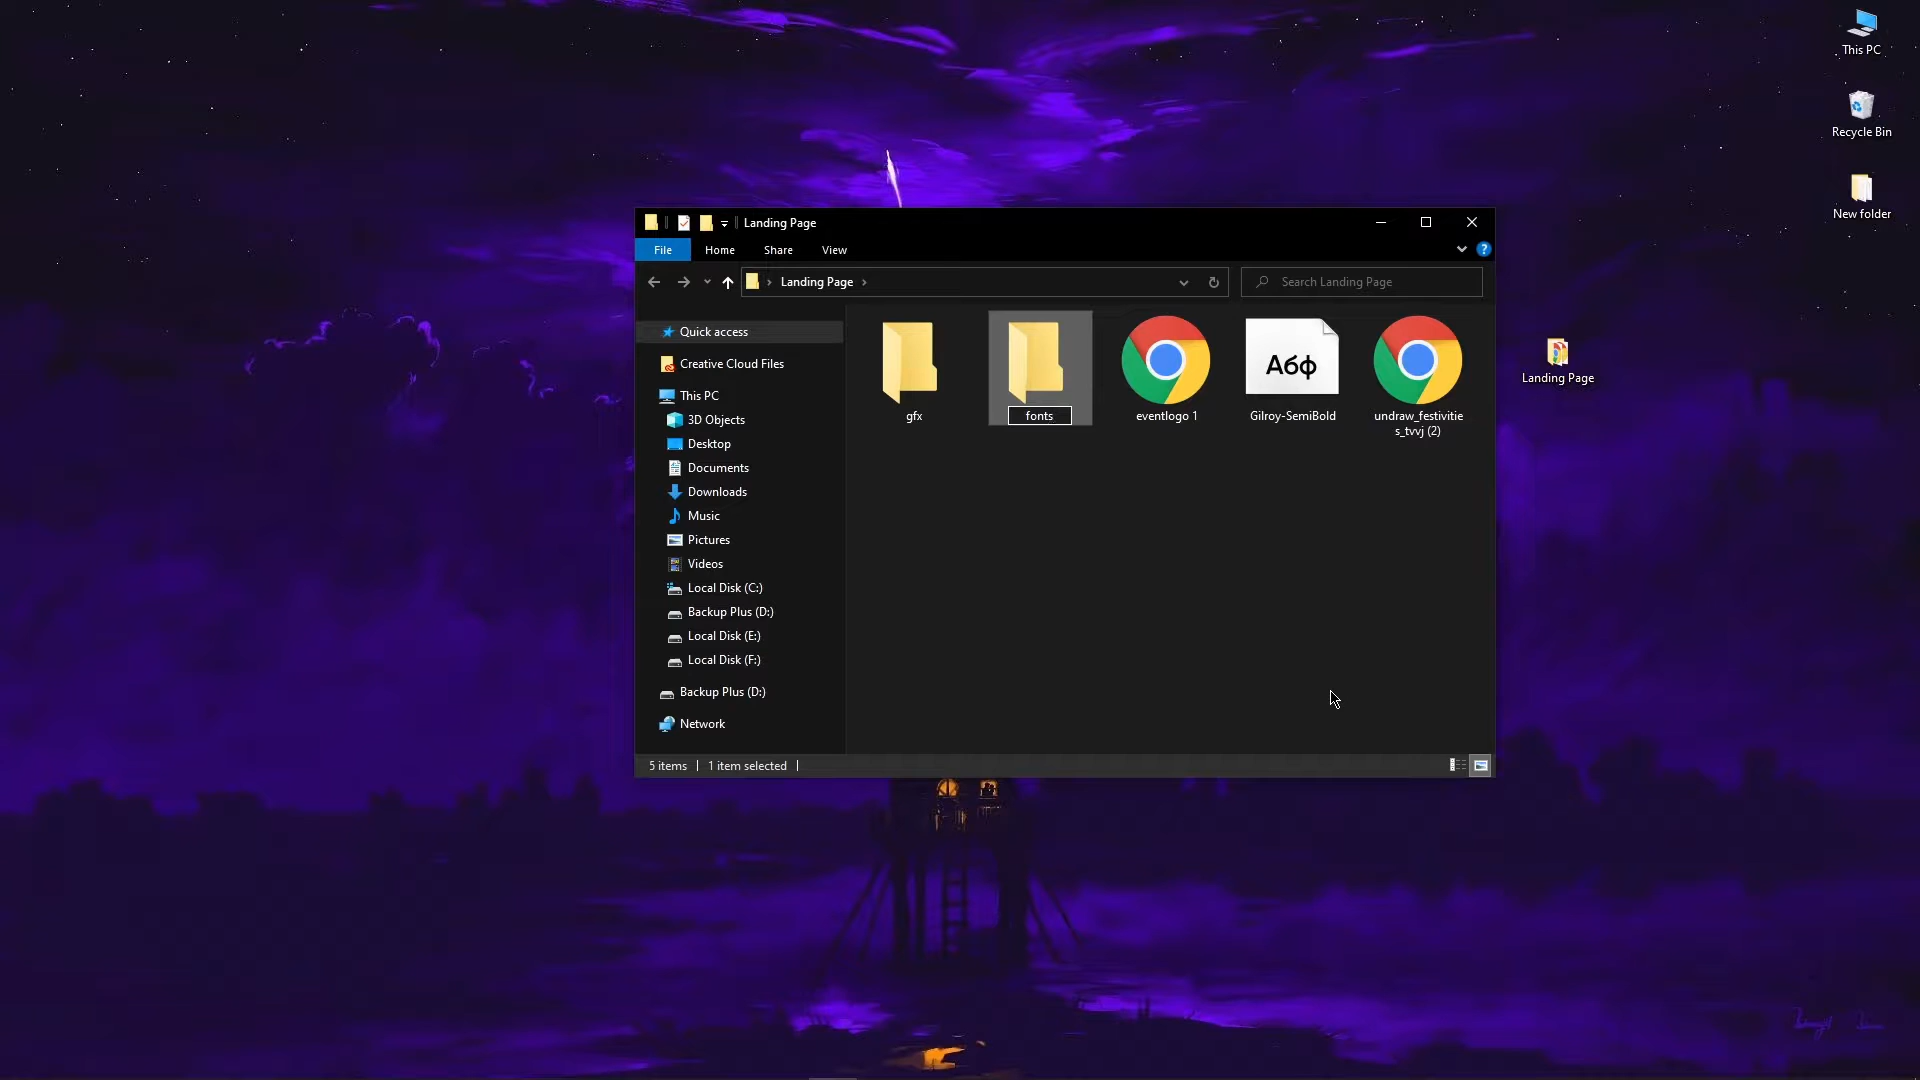 This PC
Recycle Bin
New folder
Landing Page
Landing Page
File
Home
Share
View
?
Landing Page
Search Landing Page
Quick access
Creative Cloud Files
This PC
3D Objects
Desktop
Documents
Downloads
Music
Pictures
Videos
Local Disk (C:)
Backup Plus (D:)
Local Disk (E:)
Local Disk (F:)
Backup Plus (D:)
Network
gfx
fonts
eventlogo 1
Абф
Gilroy-SemiBold
undraw_festivitie
s_tvvj (2)
5 items
1 item selected